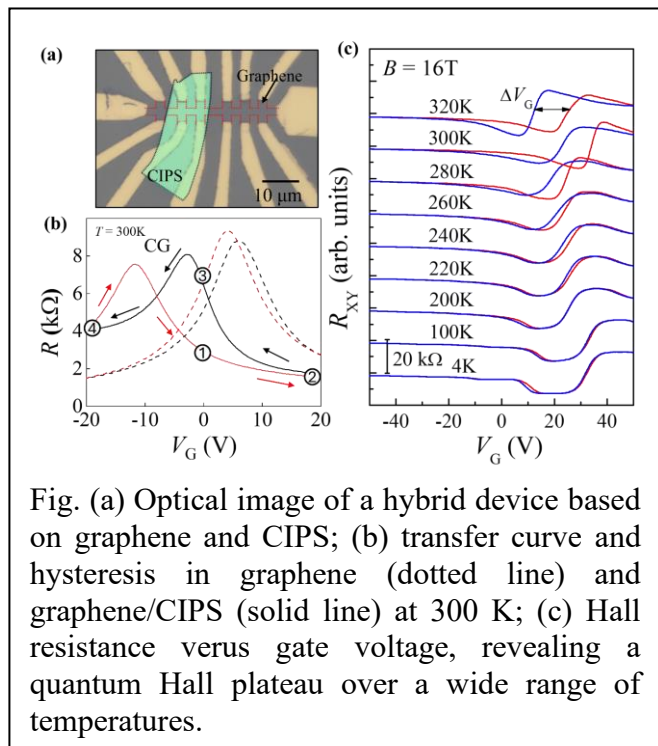 (a)
Graphene
CIPS
10 μm
(b)
T = 300K
CG
③
④
①
②
8
6
4
2
0
R (kΩ)
-20 -10 0 10 20
V_G (V)
(c)
B = 16T
ΔV_G
320K
300K
280K
260K
240K
220K
200K
100K
20 kΩ
4K
R_XY (arb. units)
-40 -20 0 20 40
V_G (V)
Fig. (a) Optical image of a hybrid device based
on graphene and CIPS; (b) transfer curve and
hysteresis in graphene (dotted line) and
graphene/CIPS (solid line) at 300 K; (c) Hall
resistance verus gate voltage, revealing a
quantum Hall plateau over a wide range of
temperatures.